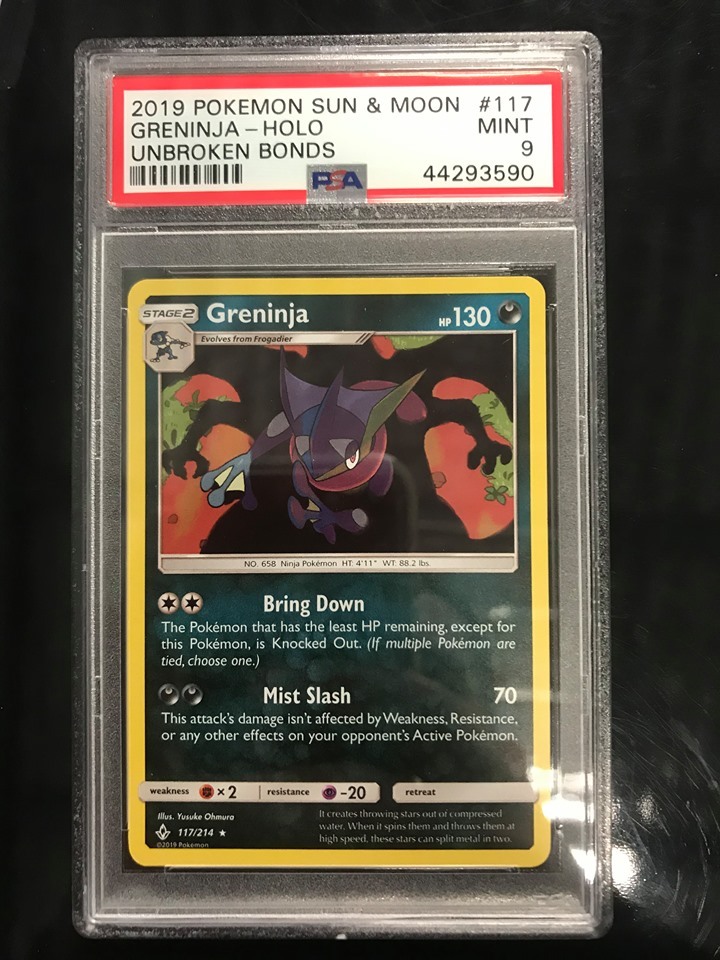 2019 POKEMON SUN & MOON #117
GRENINJA – HOLO MINT
UNBROKEN BONDS 9
PSA 44293590
STAGE 2 Greninja HP 130
Evolves from Frogadier
NO. 658 Ninja Pokémon HT: 4'11" WT: 88.2 lbs.
Bring Down
The Pokémon that has the least HP remaining, except for
this Pokémon, is Knocked Out. (If multiple Pokémon are
tied, choose one.)
Mist Slash 70
This attack's damage isn't affected by Weakness, Resistance,
or any other effects on your opponent's Active Pokémon.
weakness ×2 resistance -20 retreat
Illus. Yusuke Ohmura
117/214 ★
©2019 Pokémon
It creates throwing stars out of compressed
water. When it spins them and throws them at
high speed, these stars can split metal in two.